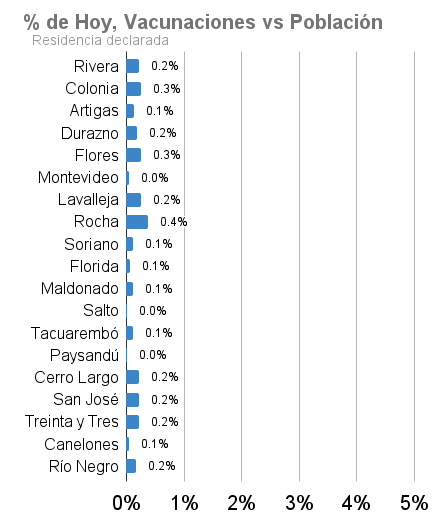 % de Hoy, Vacunaciones vs Población
Residencia declarada
Rivera 0.2%
Colonia 0.3%
Artigas 0.1%
Durazno 0.2%
Flores 0.3%
Montevideo 0.0%
Lavalleja 0.2%
Rocha 0.4%
Soriano 0.1%
Florida 0.1%
Maldonado 0.1%
Salto 0.0%
Tacuarembó 0.1%
Paysandú 0.0%
Cerro Largo 0.2%
San José 0.2%
Treinta y Tres 0.2%
Canelones 0.1%
Río Negro 0.2%
0% 1% 2% 3% 4% 5%